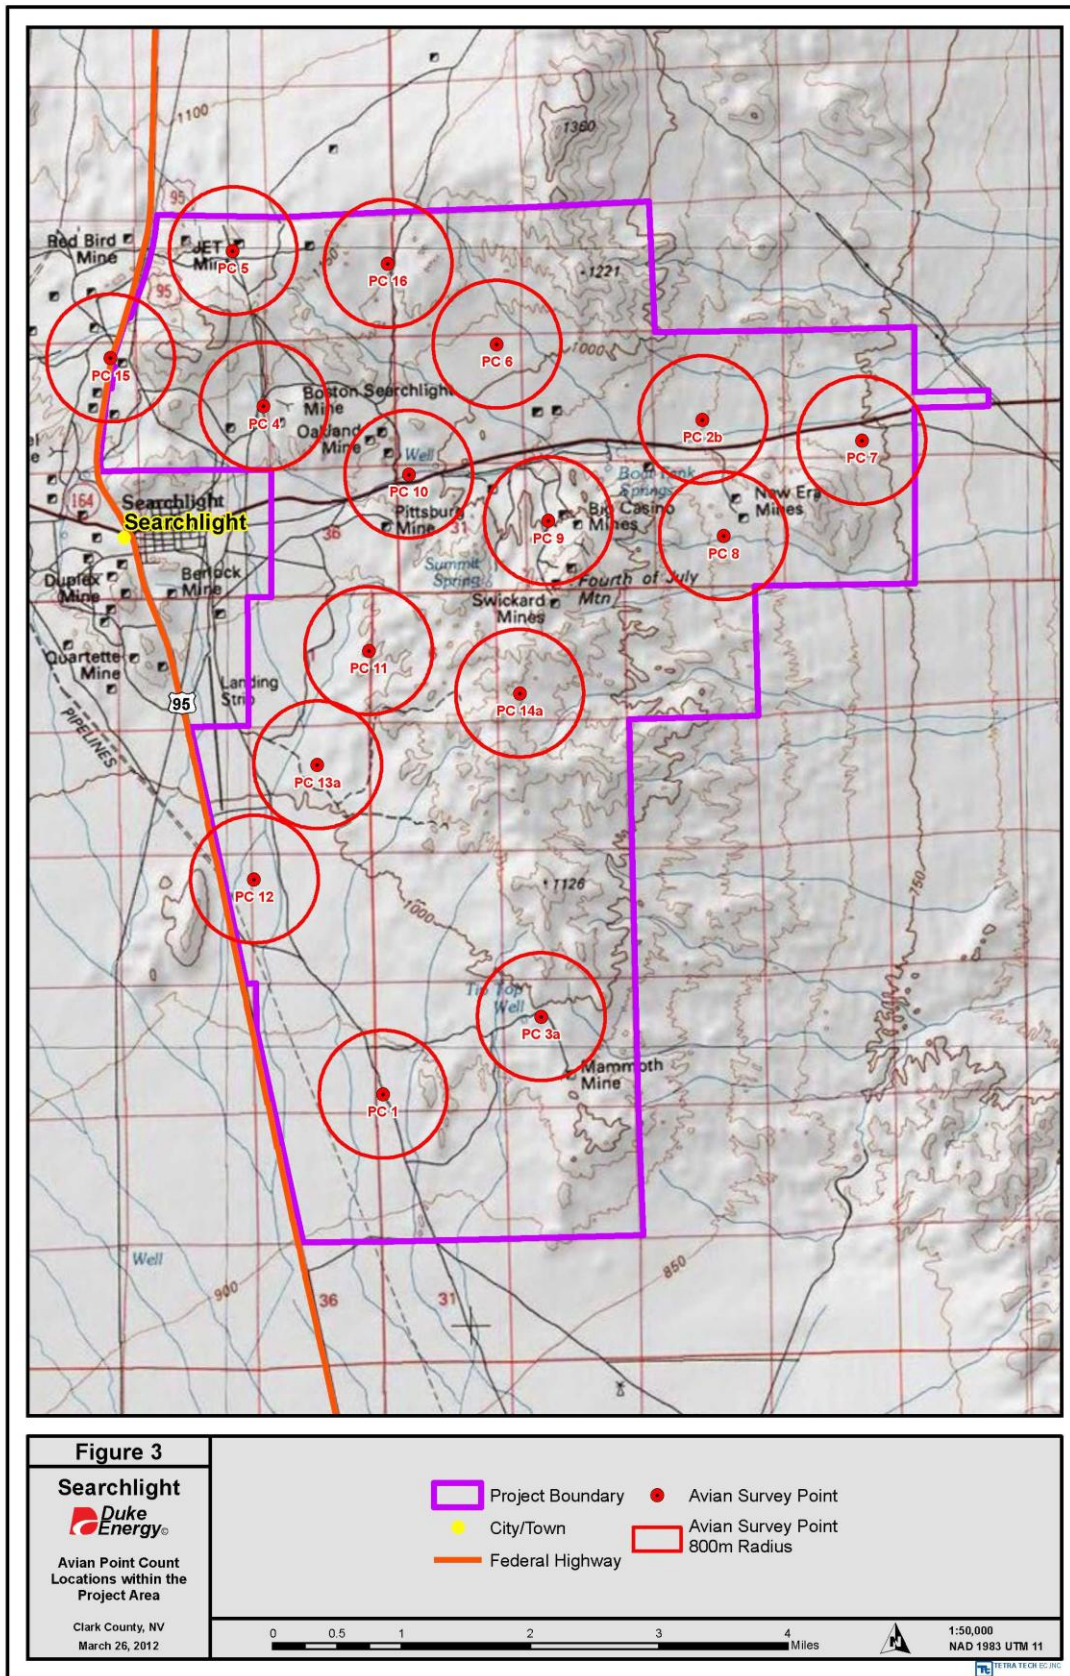 1100
1360
95
Red Bird
Mine
JET
PC 5
1150
PC 16
1221
95
PC 6
1000
PC 15
Boston Searchlight
Mine
PC 4
Oakland
Mine
PC 2b
PC 7
Well
PC 10
Boat Tank
Springs
New Era
Mines
164
Searchlight
Searchlight
Pittsburg
Mine
36
31
PC 9
Big Casino
Mines
PC 8
Summit
Spring
Fourth of July
Mtn
Duplex
Mine
Berlock
Mine
Swickard
Mines
Quartette
Mine
PC 11
6
Landing
Strip
95
PC 14a
PIPELINES
PC 13a
PC 12
1126
750
1000
Tip Top
Well
PC 3a
Mammoth
Mine
PC 1
Well
900
850
36
31
Figure 3
Searchlight
Duke
Energy©
Avian Point Count
Locations within the
Project Area
Clark County, NV
March 26, 2012
Project Boundary
City/Town
Federal Highway
Avian Survey Point
Avian Survey Point
800m Radius
0 0.5 1 2 3 4
Miles
N
1:50,000
NAD 1983 UTM 11
TETRA TECH EC, INC